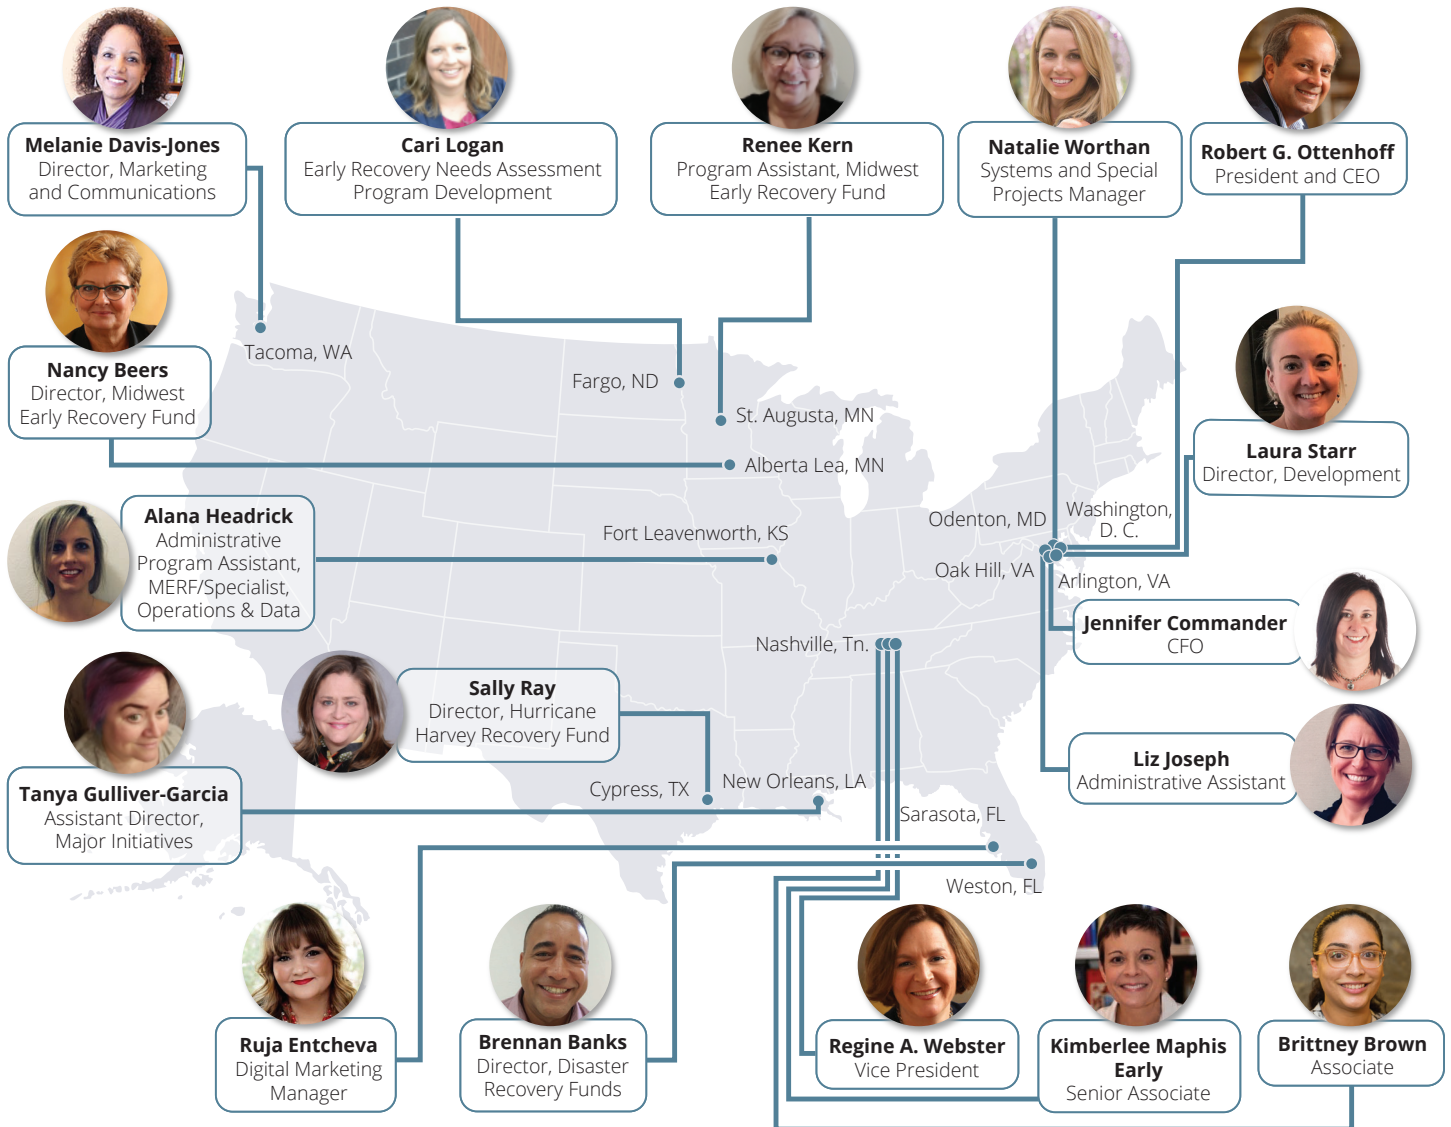 Melanie Davis-Jones
Director, Marketing
and Communications
Cari Logan
Early Recovery Needs Assessment
Program Development
Renee Kern
Program Assistant, Midwest
Early Recovery Fund
Natalie Worthan
Systems and Special
Projects Manager
Robert G. Ottenhoff
President and CEO
Nancy Beers
Director, Midwest
Early Recovery Fund
Tacoma, WA
Fargo, ND
St. Augusta, MN
Alberta Lea, MN
Laura Starr
Director, Development
Alana Headrick
Administrative
Program Assistant,
MERF/Specialist,
Operations & Data
Fort Leavenworth, KS
Odenton, MD
Washington,
D. C.
Oak Hill, VA
Arlington, VA
Jennifer Commander
CFO
Nashville, Tn.
Sally Ray
Director, Hurricane
Harvey Recovery Fund
Liz Joseph
Administrative Assistant
Tanya Gulliver-Garcia
Assistant Director,
Major Initiatives
Cypress, TX
New Orleans, LA
Sarasota, FL
Weston, FL
Ruja Entcheva
Digital Marketing
Manager
Brennan Banks
Director, Disaster
Recovery Funds
Regine A. Webster
Vice President
Kimberlee Maphis
Early
Senior Associate
Brittney Brown
Associate